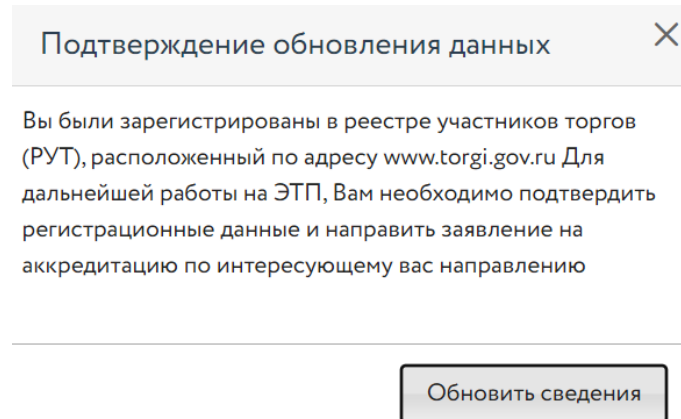 Подтверждение обновления данных
Вы были зарегистрированы в реестре участников торгов
(РУТ), расположенный по адресу www.torgi.gov.ru Для
дальнейшей работы на ЭТП, Вам необходимо подтвердить
регистрационные данные и направить заявление на
аккредитацию по интересующему вас направлению
Обновить сведения